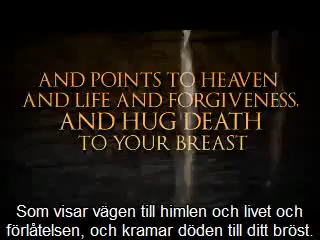 AND POINTS TO HEAVEN
AND LIFE AND FORGIVENESS,
AND HUG DEATH
TO YOUR BREAST
Som visar vägen till himlen och livet och
förlåtelsen, och kramar döden till ditt bröst.